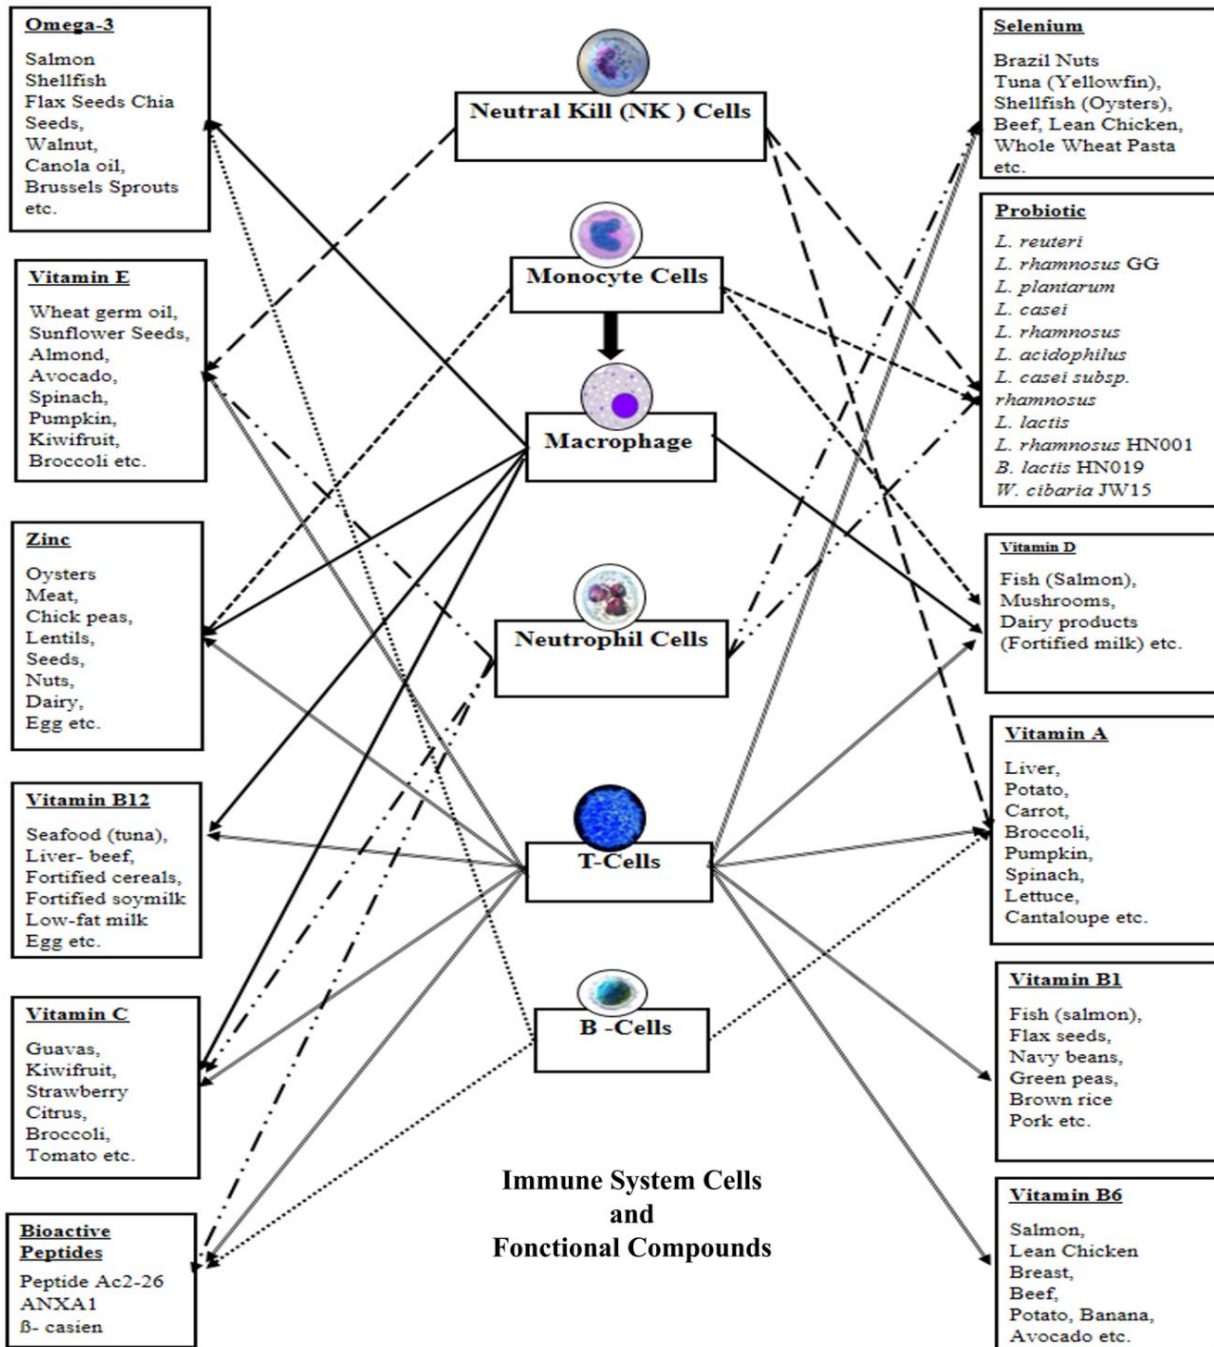 Omega-3
Salmon
Shellfish
Flax Seeds Chia
Seeds,
Walnut,
Canola oil,
Brussels Sprouts
etc.
Vitamin E
Wheat germ oil,
Sunflower Seeds,
Almond,
Avocado,
Spinach,
Pumpkin,
Kiwifruit,
Broccoli etc.
Zinc
Oysters
Meat,
Chick peas,
Lentils,
Seeds,
Nuts,
Dairy,
Egg etc.
Vitamin B12
Seafood (tuna),
Liver- beef,
Fortified cereals,
Fortified soymilk
Low-fat milk
Egg etc.
Vitamin C
Guavas,
Kiwifruit,
Strawberry
Citrus,
Broccoli,
Tomato etc.
Bioactive
Peptides
Peptide Ac2-26
ANXA1
ß- casien
Neutral Kill (NK ) Cells
Monocyte Cells
Macrophage
Neutrophil Cells
T-Cells
B -Cells
Immune System Cells
and
Fonctional Compounds
Selenium
Brazil Nuts
Tuna (Yellowfin),
Shellfish (Oysters),
Beef, Lean Chicken,
Whole Wheat Pasta
etc.
Probiotic
L. reuteri
L. rhamnosus GG
L. plantarum
L. casei
L. rhamnosus
L. acidophilus
L. casei subsp.
rhamnosus
L. lactis
L. rhamnosus HN001
B. lactis HN019
W. cibaria JW15
Vitamin D
Fish (Salmon),
Mushrooms,
Dairy products
(Fortified milk) etc.
Vitamin A
Liver,
Potato,
Carrot,
Broccoli,
Pumpkin,
Spinach,
Lettuce,
Cantaloupe etc.
Vitamin B1
Fish (salmon),
Flax seeds,
Navy beans,
Green peas,
Brown rice
Pork etc.
Vitamin B6
Salmon,
Lean Chicken
Breast,
Beef,
Potato, Banana,
Avocado etc.